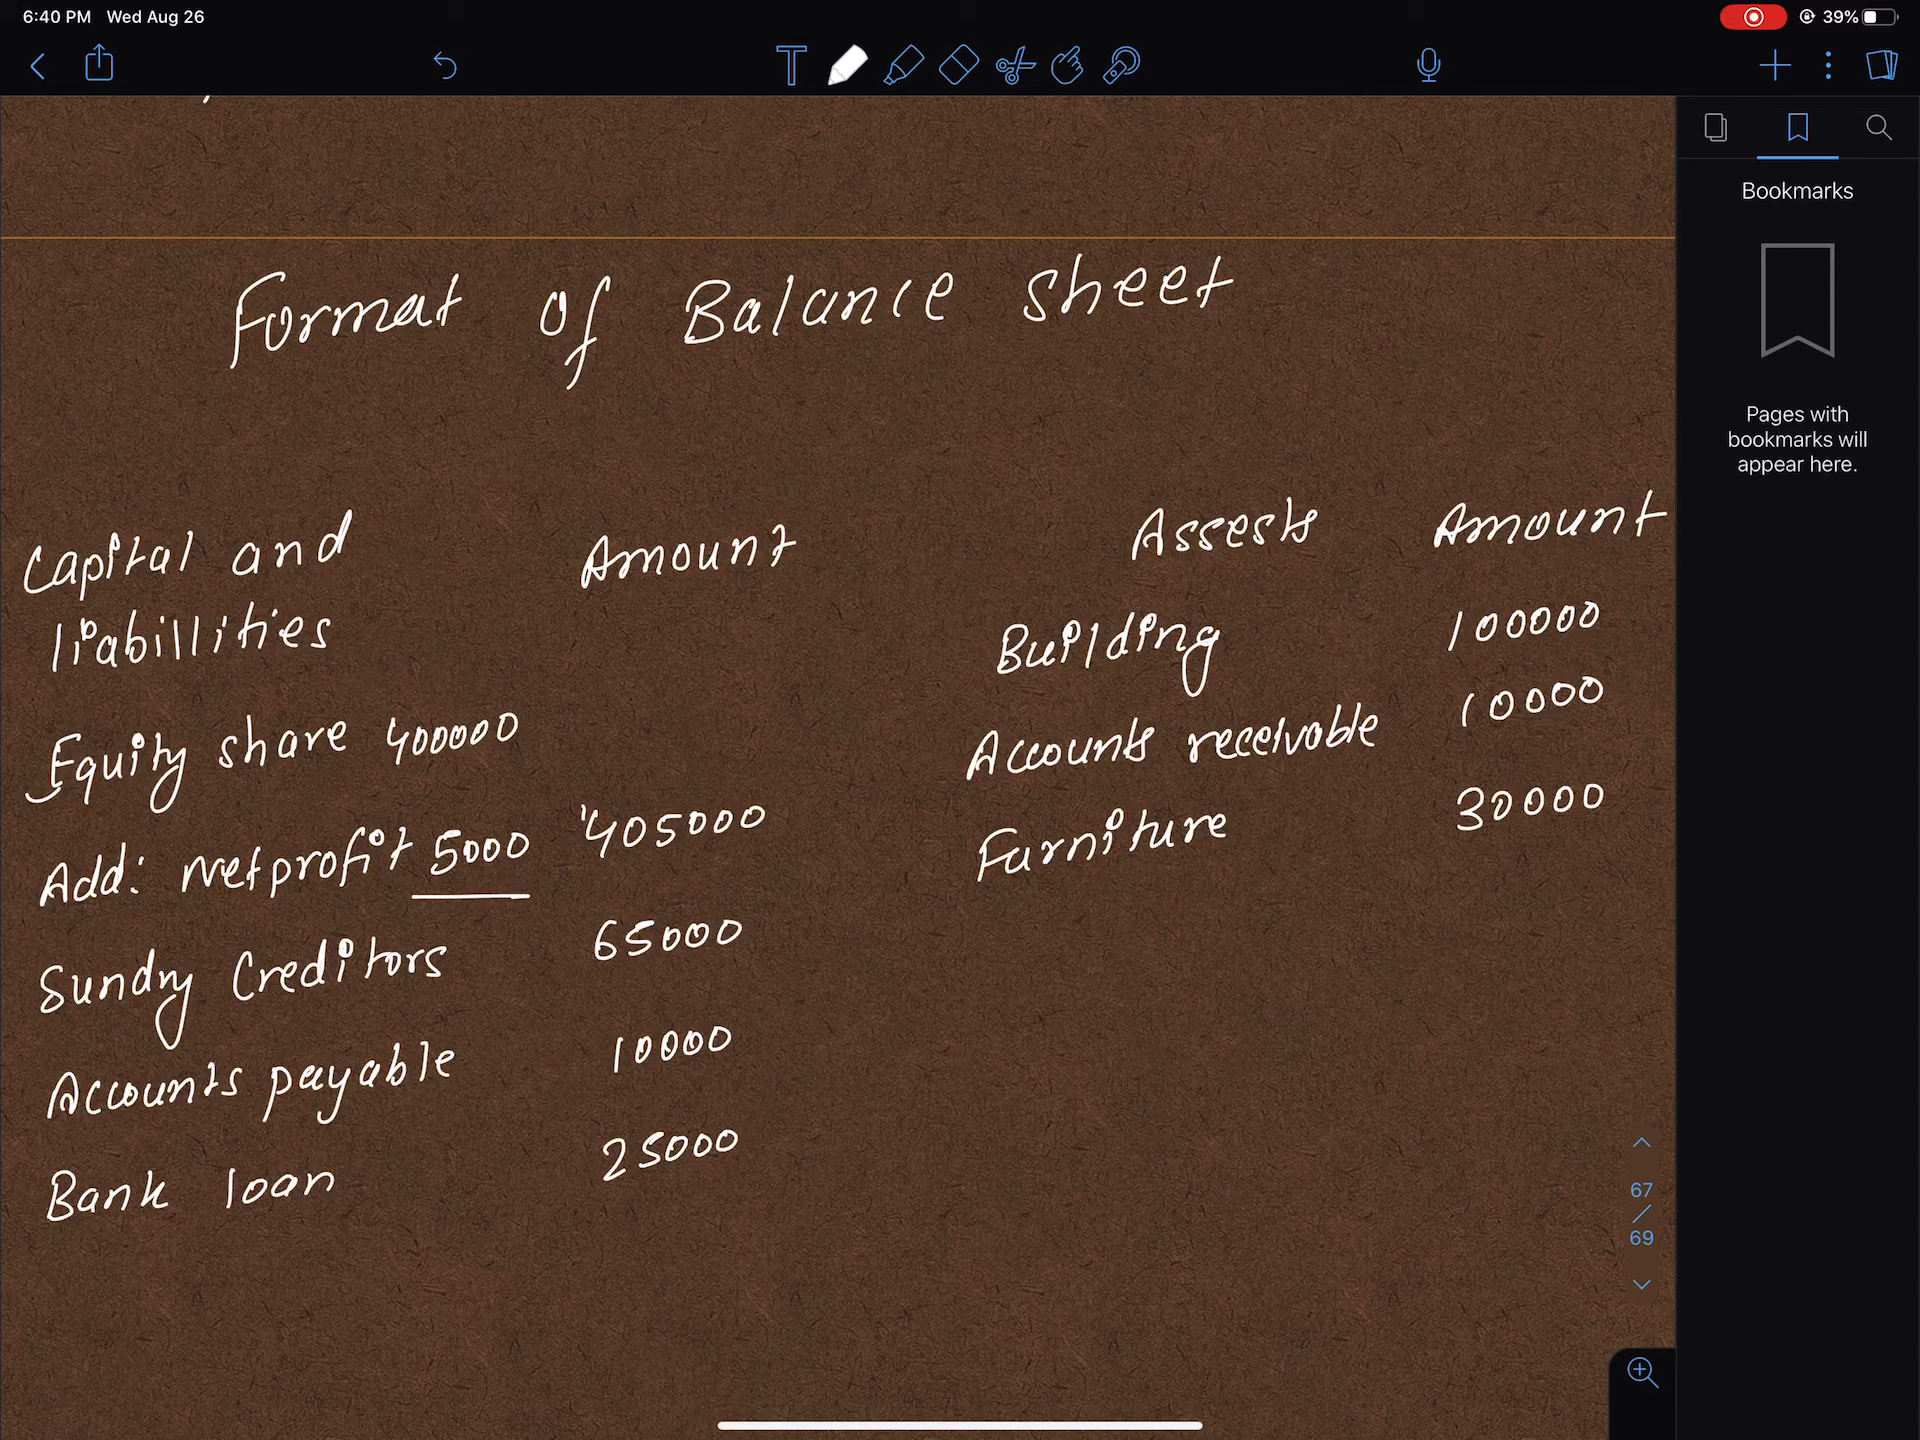 6:40 PM Wed Aug 26
39%
Bookmarks
Pages with
bookmarks will
appear here.
Format of Balance sheet
Capital and Amount Assests Amount
liabillities
Building 100000
Equity share 400000
Accounts receivable 10000
Add: Netprofit 5000 405000
Furniture 30000
Sundry Creditors 65000
Accounts payable 10000
Bank loan 25000
67
/
69